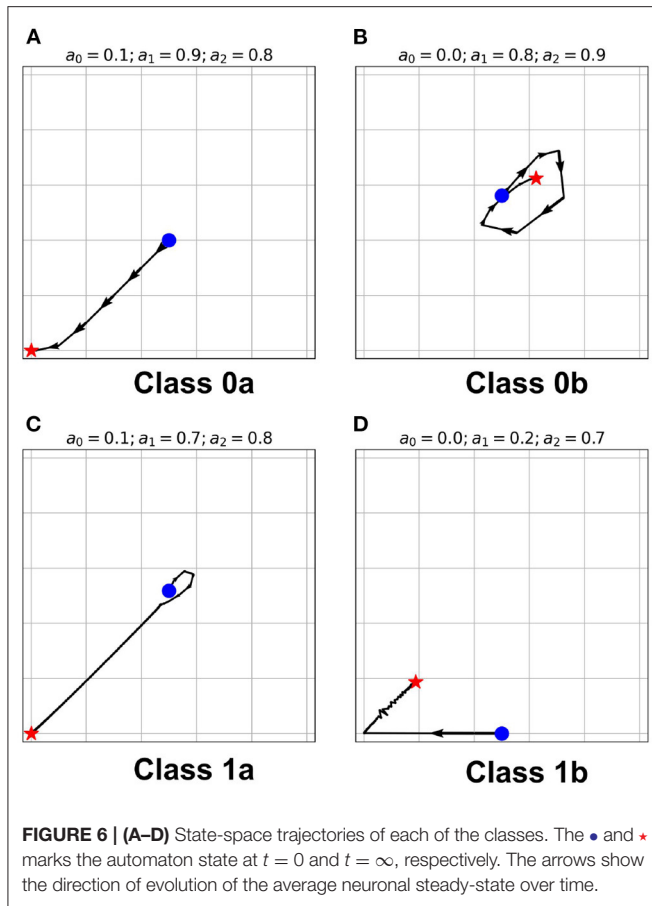 A
a₀ = 0.1; a₁ = 0.9; a₂ = 0.8
Class 0a
B
a₀ = 0.0; a₁ = 0.8; a₂ = 0.9
Class 0b
C
a₀ = 0.1; a₁ = 0.7; a₂ = 0.8
Class 1a
D
a₀ = 0.0; a₁ = 0.2; a₂ = 0.7
Class 1b
FIGURE 6 | (A–D) State-space trajectories of each of the classes. The ● and ★
marks the automaton state at t = 0 and t = ∞, respectively. The arrows show
the direction of evolution of the average neuronal steady-state over time.